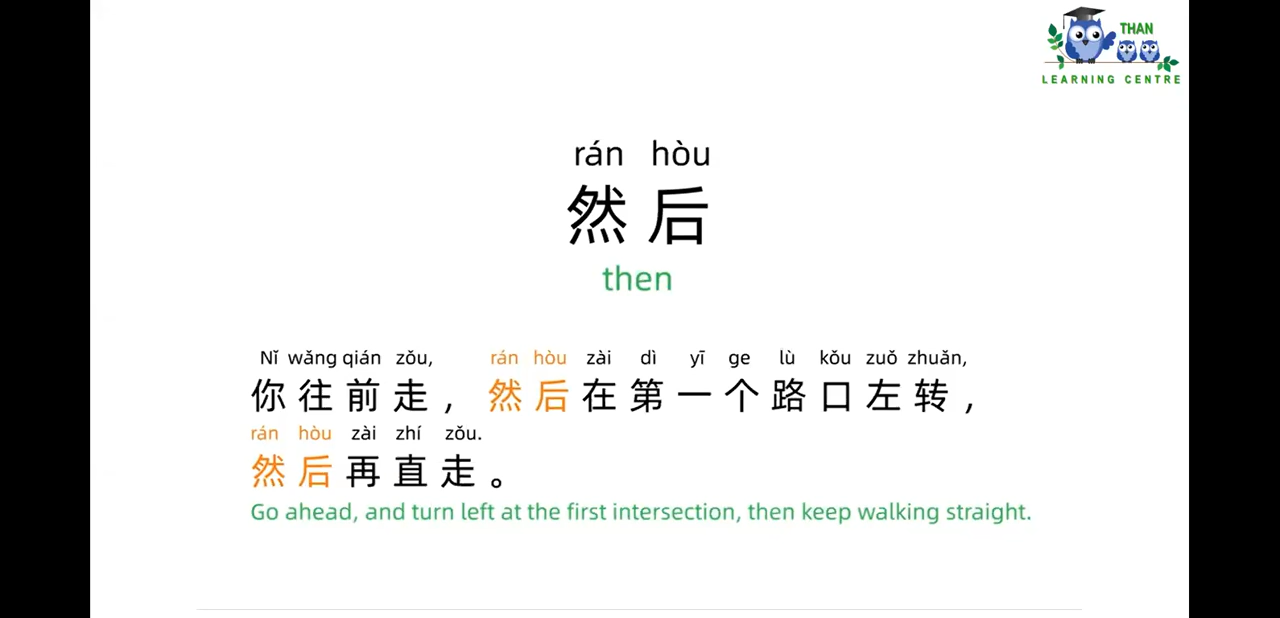 THAN
LEARNING CENTRE
rán hòu
然后
then
Nǐ wǎng qián zǒu, rán hòu zài dì yī ge lù kǒu zuǒ zhuǎn,
你往前走，然后在第一个路口左转，
rán hòu zài zhí zǒu.
然后再直走。
Go ahead, and turn left at the first intersection, then keep walking straight.